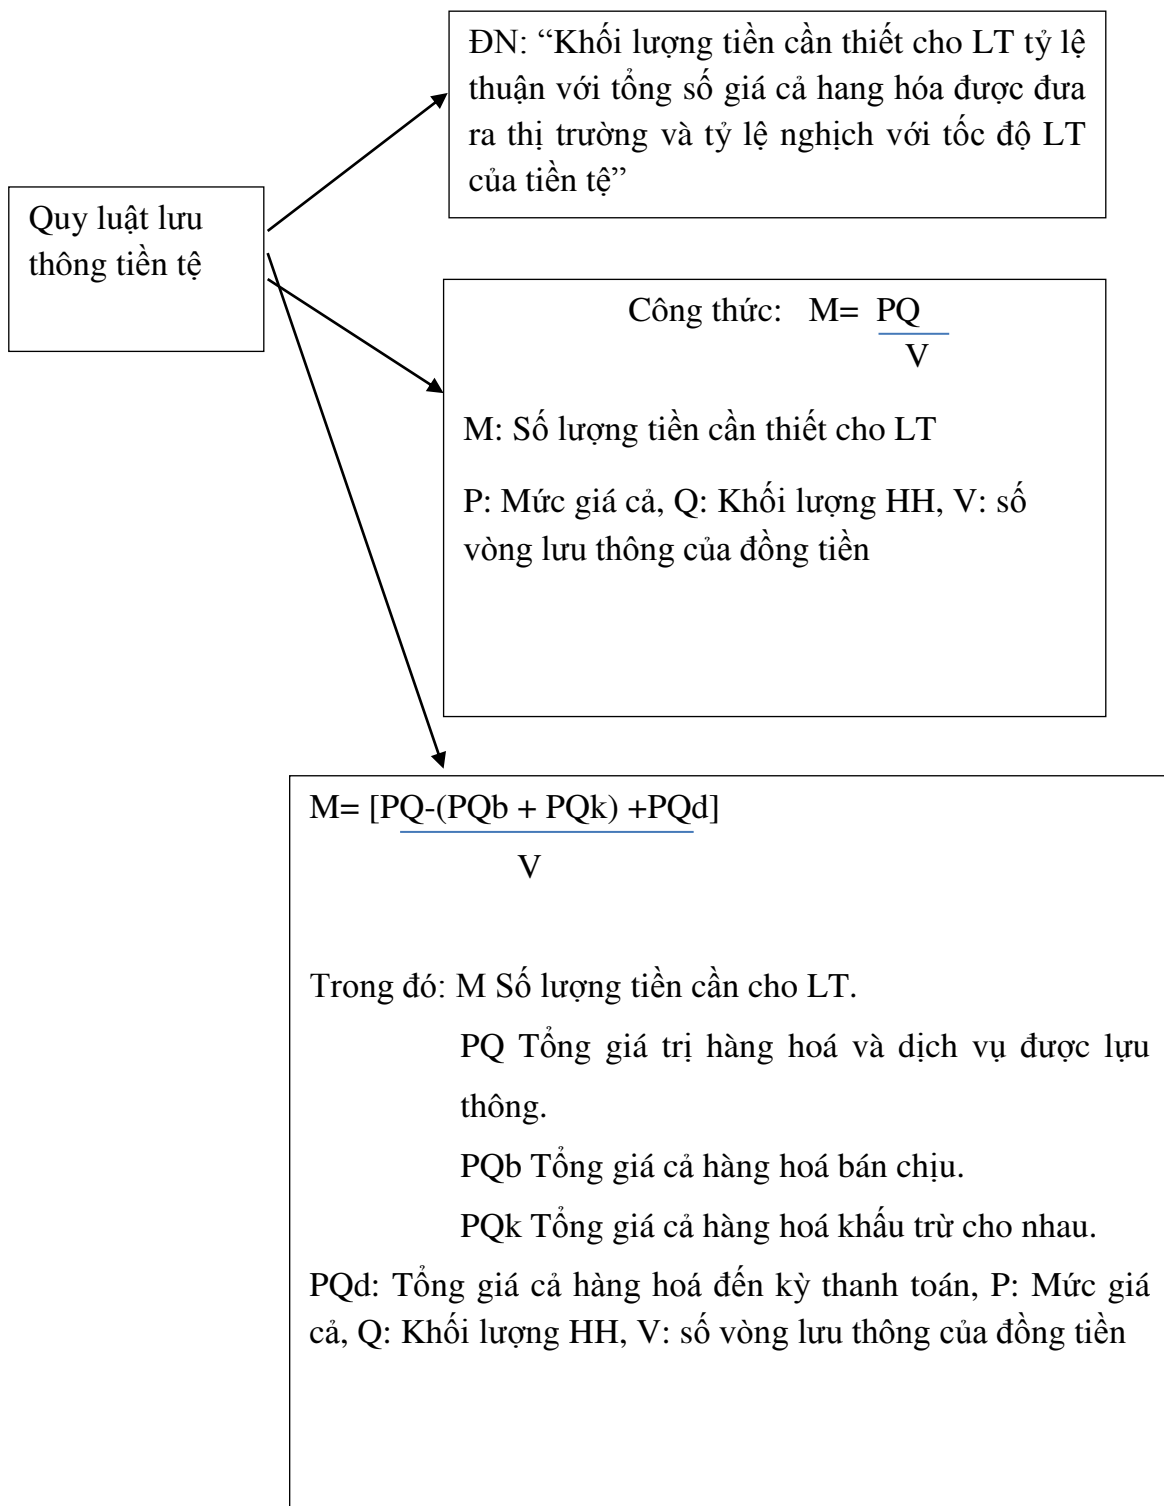 ĐN: “Khối lượng tiền cần thiết cho LT tỷ lệ
thuận với tổng số giá cả hang hóa được đưa
ra thị trường và tỷ lệ nghịch với tốc độ LT
của tiền tệ”
Quy luật lưu
thông tiền tệ
Công thức: M= PQ
V
M: Số lượng tiền cần thiết cho LT
P: Mức giá cả, Q: Khối lượng HH, V: số
vòng lưu thông của đồng tiền
M= [PQ-(PQb + PQk) +PQd]
V
Trong đó: M Số lượng tiền cần cho LT.
PQ Tổng giá trị hàng hoá và dịch vụ được lựu
thông.
PQb Tổng giá cả hàng hoá bán chịu.
PQk Tổng giá cả hàng hoá khấu trừ cho nhau.
PQd: Tổng giá cả hàng hoá đến kỳ thanh toán, P: Mức giá
cả, Q: Khối lượng HH, V: số vòng lưu thông của đồng tiền